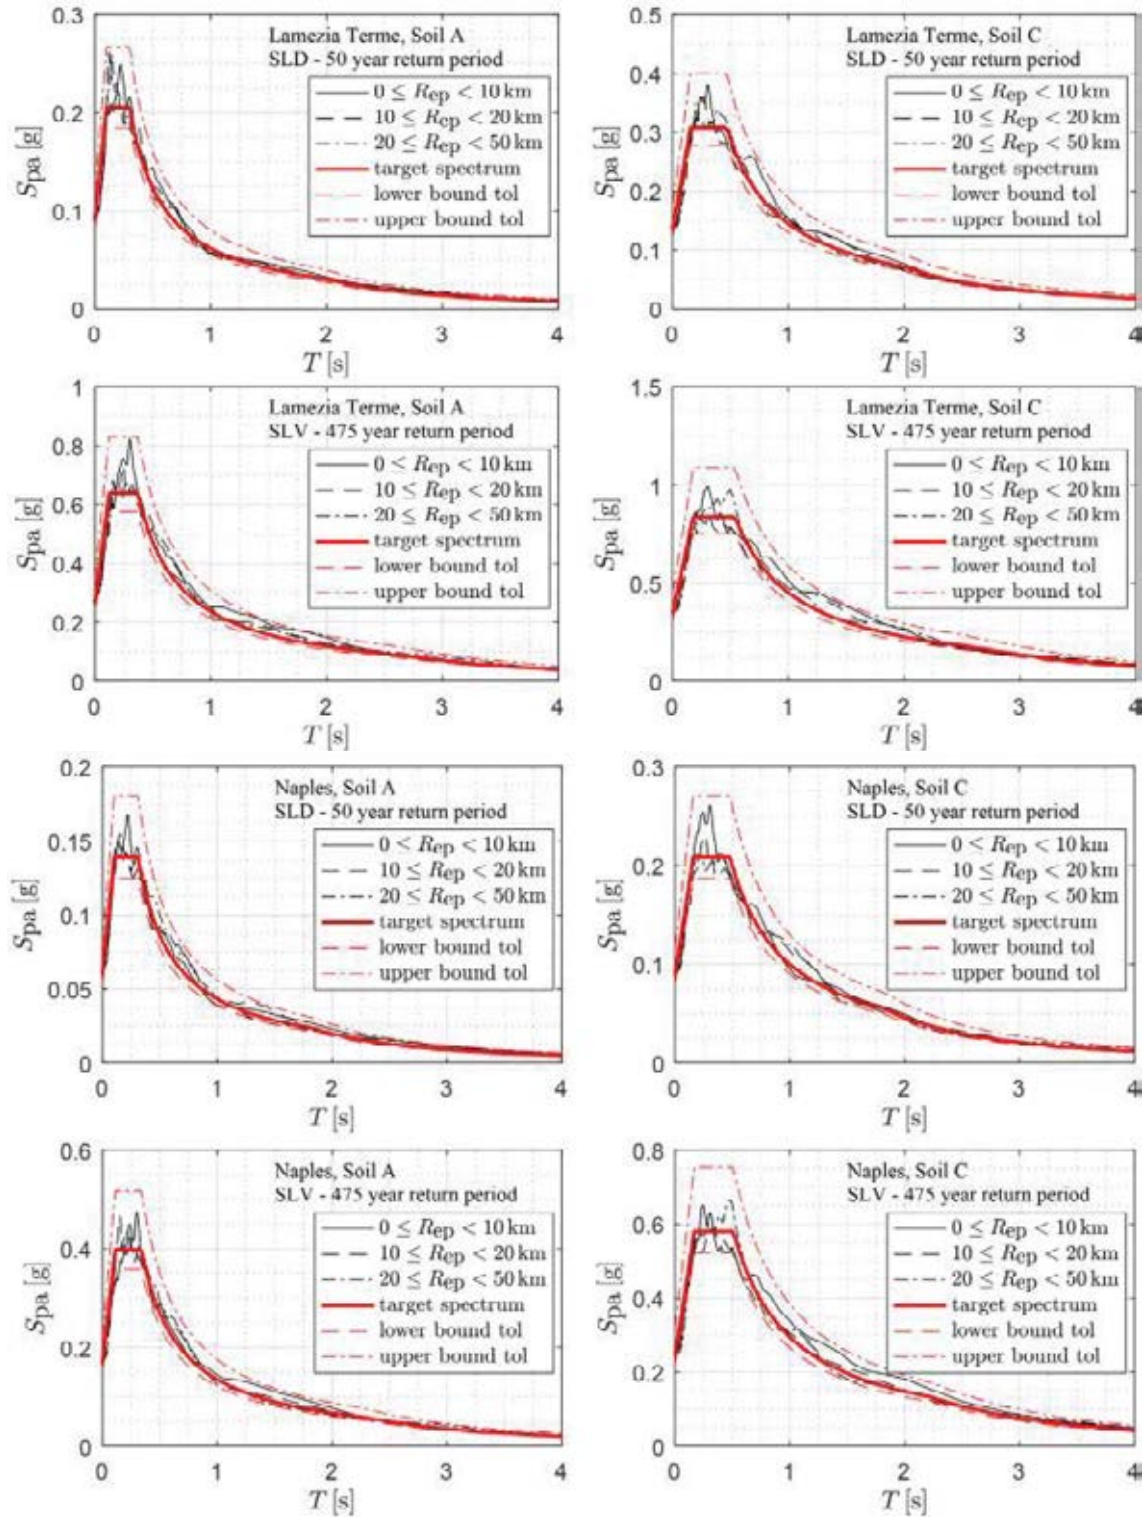 Lamezia Terme, Soil A
SLD - 50 year return period
0 ≤ Rep < 10 km
10 ≤ Rep < 20 km
20 ≤ Rep < 50 km
target spectrum
lower bound tol
upper bound tol
0.3
0.2
0.1
0
Spa [g]
0 1 2 3 4
T [s]
Lamezia Terme, Soil C
SLD - 50 year return period
0 ≤ Rep < 10 km
10 ≤ Rep < 20 km
20 ≤ Rep < 50 km
target spectrum
lower bound tol
upper bound tol
0.5
0.4
0.3
0.2
0.1
0
Spa [g]
0 1 2 3 4
T [s]
Lamezia Terme, Soil A
SLV - 475 year return period
0 ≤ Rep < 10 km
10 ≤ Rep < 20 km
20 ≤ Rep < 50 km
target spectrum
lower bound tol
upper bound tol
1
0.8
0.6
0.4
0.2
0
Spa [g]
0 1 2 3 4
T [s]
Lamezia Terme, Soil C
SLV - 475 year return period
0 ≤ Rep < 10 km
10 ≤ Rep < 20 km
20 ≤ Rep < 50 km
target spectrum
lower bound tol
upper bound tol
1.5
1
0.5
0
Spa [g]
0 1 2 3 4
T [s]
Naples, Soil A
SLD - 50 year return period
0 ≤ Rep < 10 km
10 ≤ Rep < 20 km
20 ≤ Rep < 50 km
target spectrum
lower bound tol
upper bound tol
0.2
0.15
0.1
0.05
0
Spa [g]
0 1 2 3 4
T [s]
Naples, Soil C
SLD - 50 year return period
0 ≤ Rep < 10 km
10 ≤ Rep < 20 km
20 ≤ Rep < 50 km
target spectrum
lower bound tol
upper bound tol
0.3
0.2
0.1
0
Spa [g]
0 1 2 3 4
T [s]
Naples, Soil A
SLV - 475 year return period
0 ≤ Rep < 10 km
10 ≤ Rep < 20 km
20 ≤ Rep < 50 km
target spectrum
lower bound tol
upper bound tol
0.6
0.4
0.2
0
Spa [g]
0 1 2 3 4
T [s]
Naples, Soil C
SLV - 475 year return period
0 ≤ Rep < 10 km
10 ≤ Rep < 20 km
20 ≤ Rep < 50 km
target spectrum
lower bound tol
upper bound tol
0.8
0.6
0.4
0.2
0
Spa [g]
0 1 2 3 4
T [s]